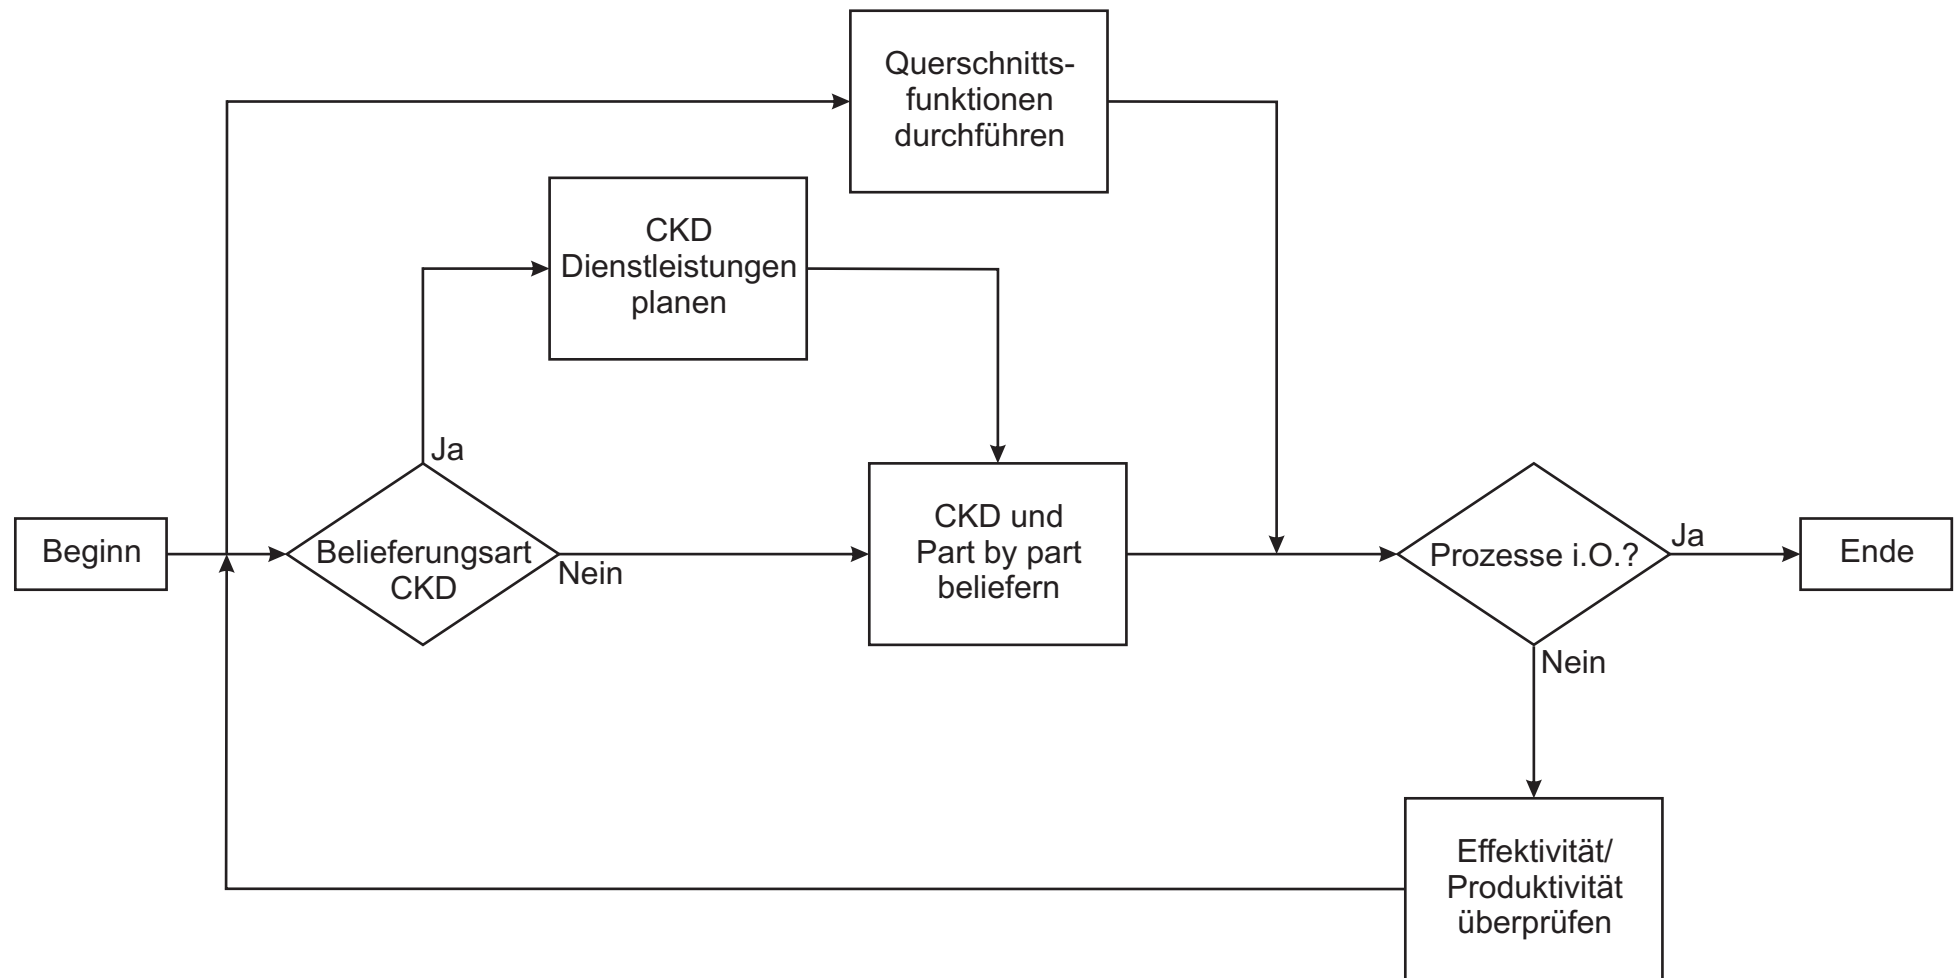 Querschnitts-
funktionen
durchführen
CKD
Dienstleistungen
planen
Ja
Beginn
Belieferungsart
CKD
Nein
CKD und
Part by part
beliefern
Prozesse i.O.?
Ja
Ende
Nein
Effektivität/
Produktivität
überprüfen